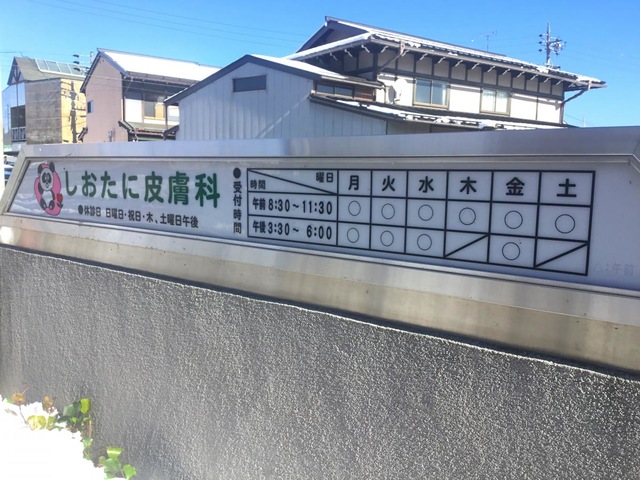 しおたに皮膚科
●休診日 日曜日・祝日・木、土曜日午後
●受付時間
時間 曜日 月 火 水 木 金 土
午前 8:30～11:30 ○ ○ ○ ○ ○ ○
午後 3:30～ 6:00 ○ ○ ○ ／ ○ ／